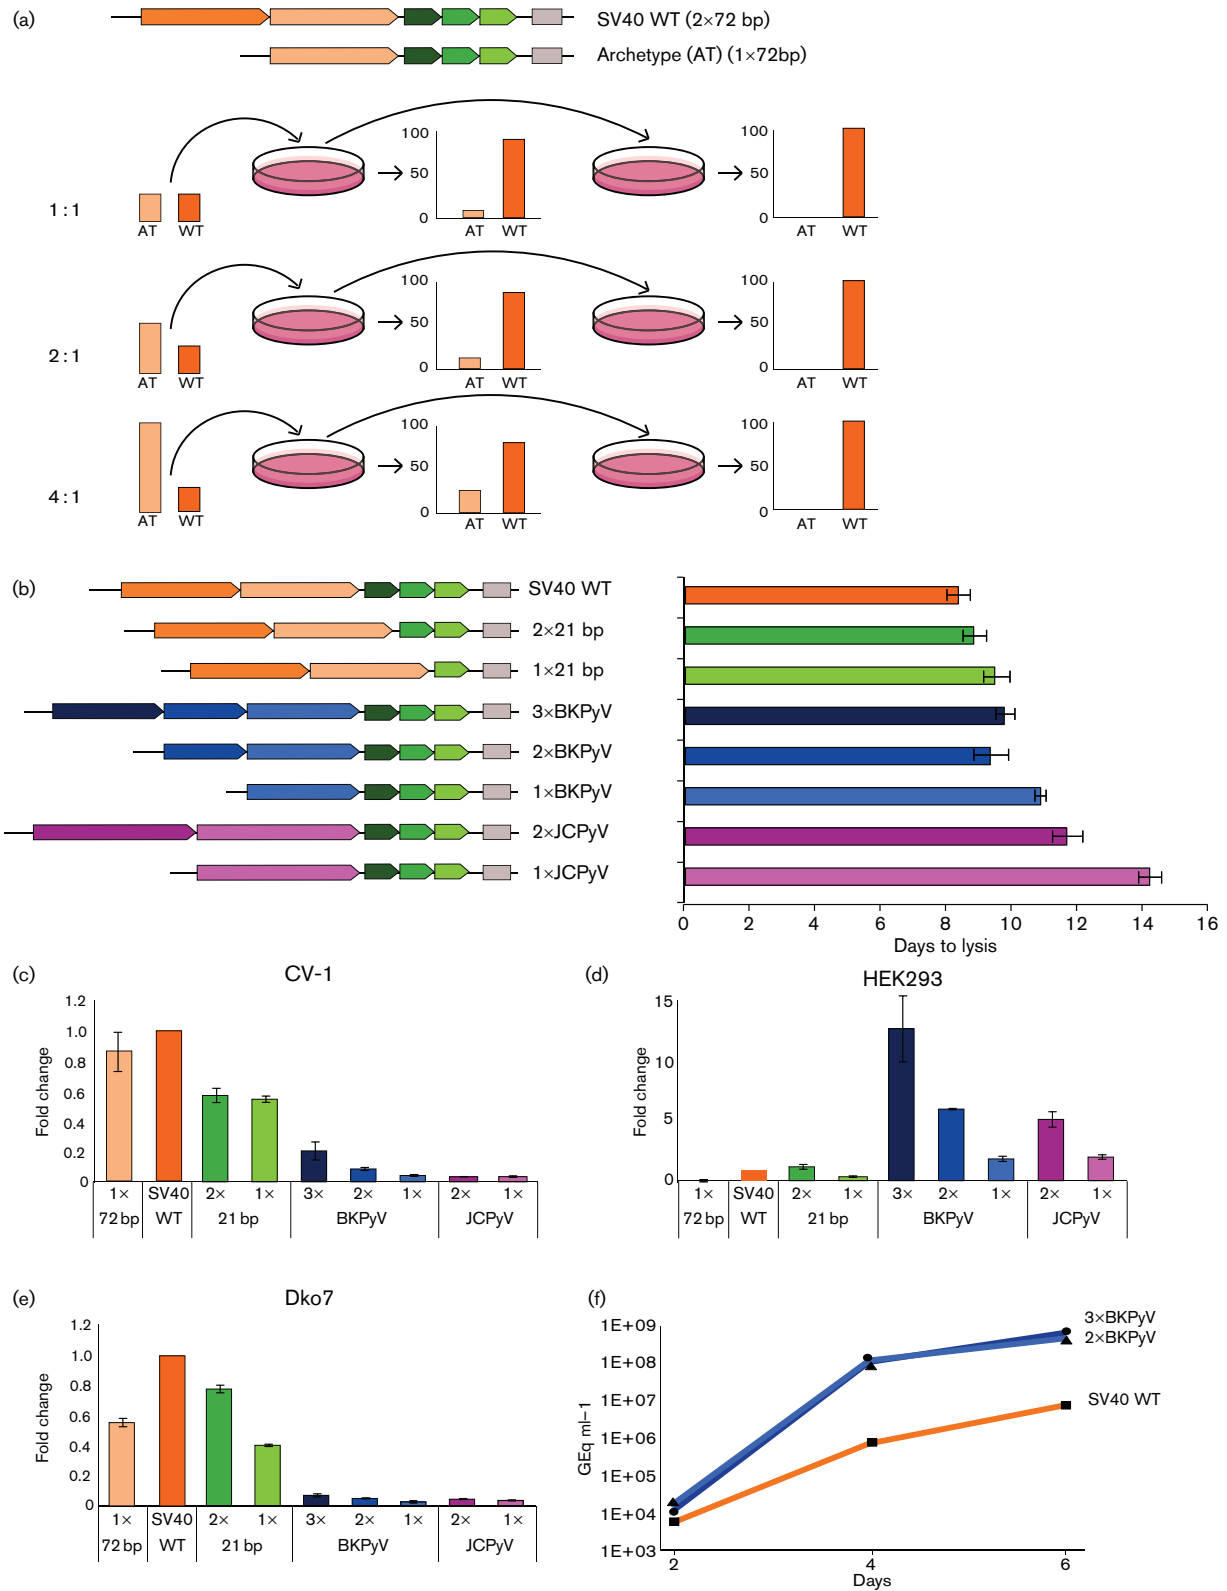 (a)
SV40 WT (2×72 bp)
Archetype (AT) (1×72bp)
1 : 1
AT WT
100
50
0
AT WT
100
50
0
AT WT
2 : 1
AT WT
100
50
0
AT WT
100
50
0
AT WT
4 : 1
AT WT
100
50
0
AT WT
100
50
0
AT WT
(b)
SV40 WT
2×21 bp
1×21 bp
3×BKPyV
2×BKPyV
1×BKPyV
2×JCPyV
1×JCPyV
0 2 4 6 8 10 12 14 16
Days to lysis
(c)
CV-1
Fold change
1.2
1.0
0.8
0.6
0.4
0.2
0
1× SV40 2× 1× 3× 2× 1× 2× 1×
72 bp WT 21 bp BKPyV JCPyV
(d)
HEK293
Fold change
15
10
5
0
1× SV40 2× 1× 3× 2× 1× 2× 1×
72 bp WT 21 bp BKPyV JCPyV
(e)
Dko7
Fold change
1.2
1.0
0.8
0.6
0.4
0.2
0
1× SV40 2× 1× 3× 2× 1× 2× 1×
72 bp WT 21 bp BKPyV JCPyV
(f)
GEq ml−1
1E+09
1E+08
1E+07
1E+06
1E+05
1E+04
1E+03
3×BKPyV
2×BKPyV
SV40 WT
2 4 6
Days